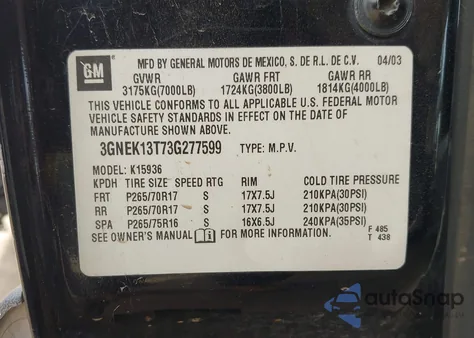 GM
MFD BY GENERAL MOTORS DE MEXICO, S. DE R.L. DE C.V. 04/03
GVWR GAWR FRT GAWR RR
3175KG(7000LB) 1724KG(3800LB) 1814KG(4000LB)
THIS VEHICLE CONFORMS TO ALL APPLICABLE U.S. FEDERAL MOTOR
VEHICLE SAFETY STANDARDS IN EFFECT ON THE DATE OF
MANUFACTURE SHOWN ABOVE.
3GNEK13T73G277599 TYPE: M.P.V.
MODEL: K15936
KPDH TIRE SIZE SPEED RTG RIM COLD TIRE PRESSURE
FRT P265/70R17 S 17X7.5J 210KPA(30PSI)
RR P265/70R17 S 17X7.5J 210KPA(30PSI)
SPA P265/75R16 S 16X6.5J 240KPA(35PSI)
SEE OWNER'S MANUAL FOR MORE INFORMATION. F 485
T 438
autoSnap